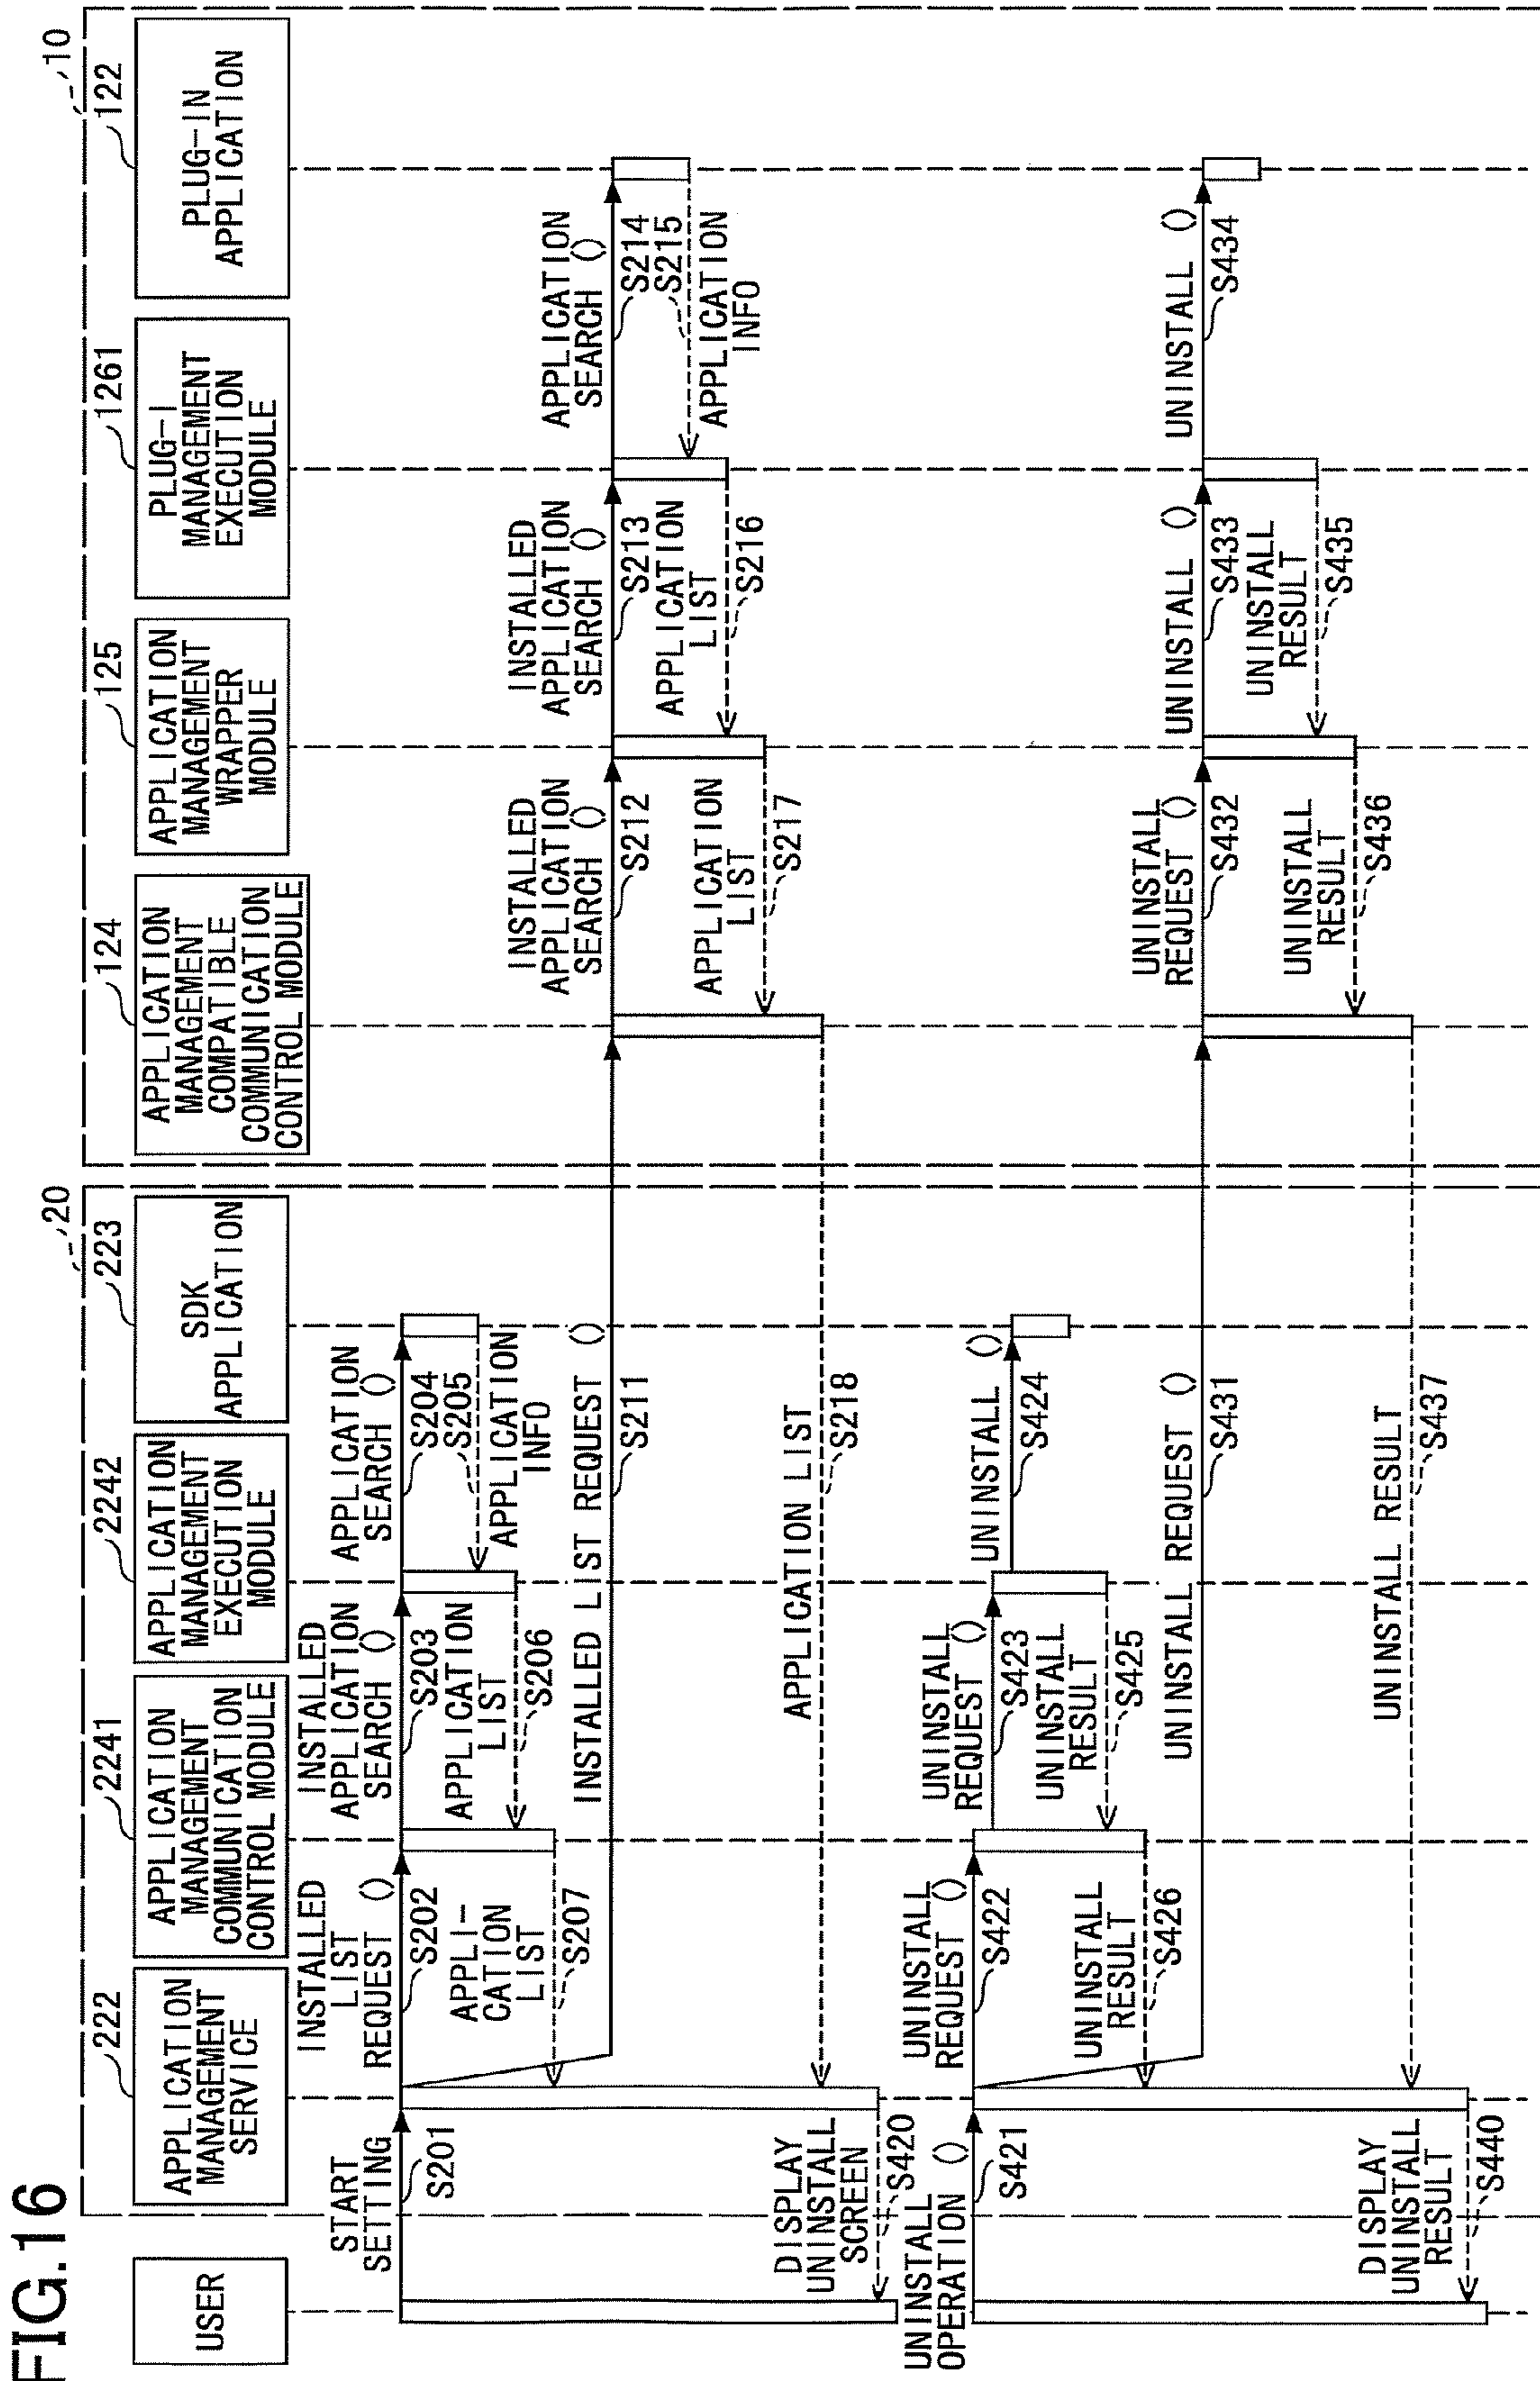 FIG.16
USER
222
APPLICATION
MANAGEMENT
SERVICE
2241
APPLICATION
MANAGEMENT
COMMUNICATION
CONTROL MODULE
2242
APPLICATION
MANAGEMENT
EXECUTION
MODULE
223
SDK
APPLICATION
20
124
APPLICATION
MANAGEMENT
COMPATIBLE
COMMUNICATION
CONTROL MODULE
125
APPLICATION
MANAGEMENT
WRAPPER
MODULE
1261
PLUG-I
MANAGEMENT
EXECUTION
MODULE
122
PLUG-IN
APPLICATION
10
START
SETTING
S201
INSTALLED
LIST
REQUEST ()
S202
INSTALLED
APPLICATION
SEARCH ()
S203
APPLICATION
SEARCH ()
S204
S205
APPLICATION
INFO
APPLICATION
LIST
S206
APPLI-
CATION
LIST
S207
INSTALLED LIST REQUEST ()
S211
INSTALLED
APPLICATION
SEARCH ()
S212
INSTALLED
APPLICATION
SEARCH ()
S213
APPLICATION
SEARCH ()
S214
S215
APPLICATION
INFO
APPLICATION
LIST
S216
APPLICATION
LIST
S217
APPLICATION LIST
S218
DISPLAY
UNINSTALL
SCREEN
S420
UNINSTALL
OPERATION ()
S421
UNINSTALL
REQUEST ()
S422
UNINSTALL
REQUEST ()
S423
UNINSTALL ()
S424
UNINSTALL
RESULT
S425
UNINSTALL
RESULT
S426
UNINSTALL REQUEST ()
S431
UNINSTALL
REQUEST ()
S432
UNINSTALL ()
S433
UNINSTALL ()
S434
UNINSTALL
RESULT
S435
UNINSTALL
RESULT
S436
UNINSTALL RESULT
S437
DISPLAY
UNINSTALL
RESULT
S440